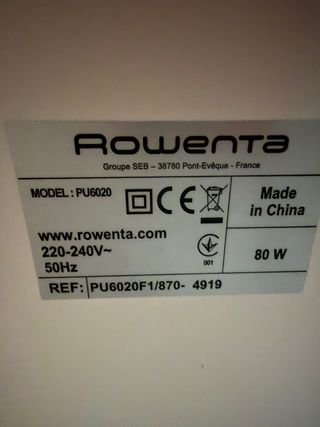 Rowenta
Groupe SEB – 38780 Pont-Evêque - France
MODEL : PU6020
CE
Made
in China
www.rowenta.com
220-240V~
50Hz
001
80 W
REF: PU6020F1/870- 4919